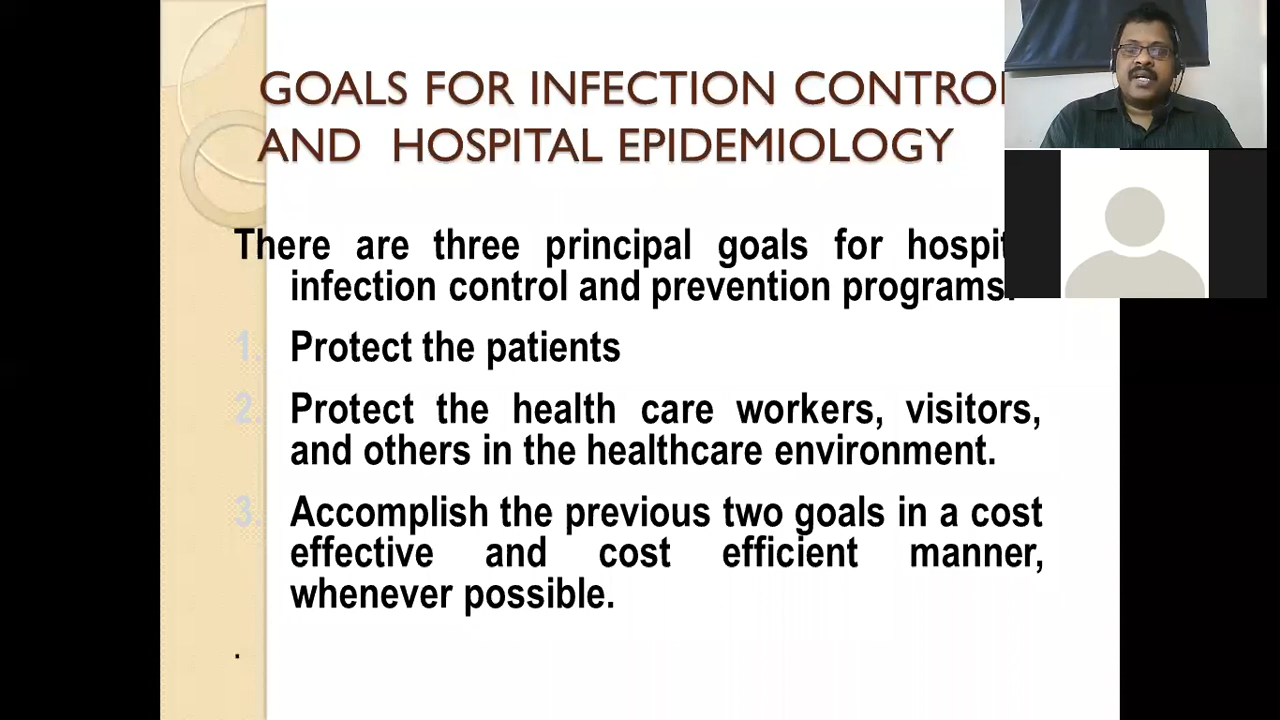 GOALS FOR INFECTION CONTROL
AND HOSPITAL EPIDEMIOLOGY
There are three principal goals for
infection control and prevention programs.
1. Protect the patients
2. Protect the health care workers, visitors,
and others in the healthcare environment.
3. Accomplish the previous two goals in a cost
effective and cost efficient manner,
whenever possible.
.